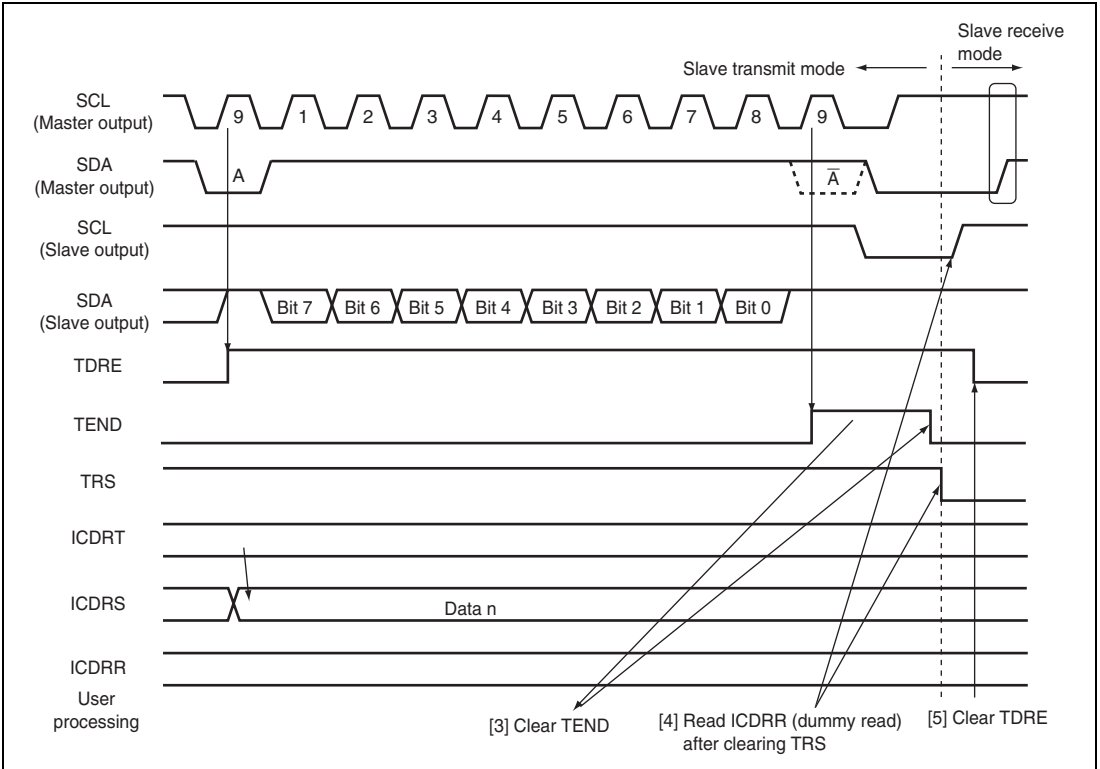 Slave receive
mode
Slave transmit mode
SCL
(Master output)
9 1 2 3 4 5 6 7 8 9
SDA
(Master output)
A A̅
SCL
(Slave output)
SDA
(Slave output)
Bit 7 Bit 6 Bit 5 Bit 4 Bit 3 Bit 2 Bit 1 Bit 0
TDRE
TEND
TRS
ICDRT
ICDRS
Data n
ICDRR
User
processing
[3] Clear TEND
[4] Read ICDRR (dummy read)
after clearing TRS
[5] Clear TDRE